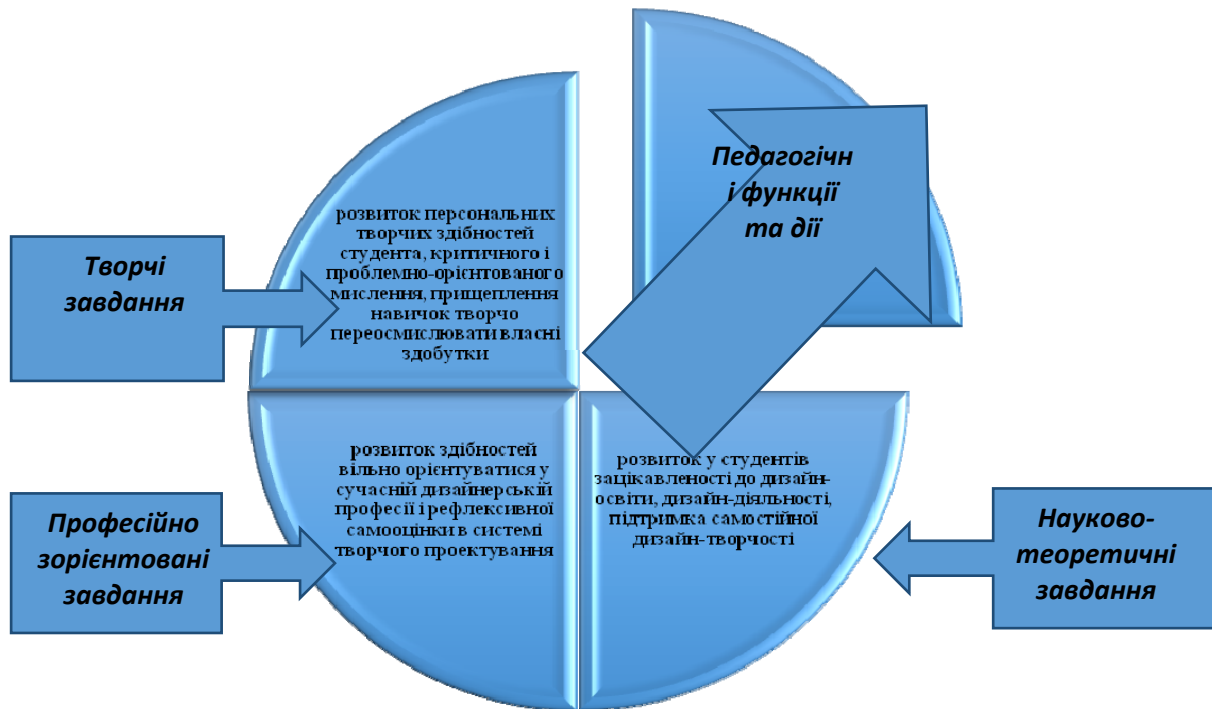 Педагогічн
і функції
та дії
розвиток персональних
творчих здібностей
студента, критичного і
проблемно-орієнтованого
мислення, прищеплення
навичок творчо
переосмислювати власні
здобутки
Творчі
завдання
розвиток здібностей
вільно орієнтуватися у
сучасній дизайнерській
професії і рефлексивної
самооцінки в системі
творчого проектування
розвиток у студентів
зацікавленості до дизайн-
освіти, дизайн-діяльності,
підтримка самостійної
дизайн-творчості
Професійно
зорієнтовані
завдання
Науково-
теоретичні
завдання